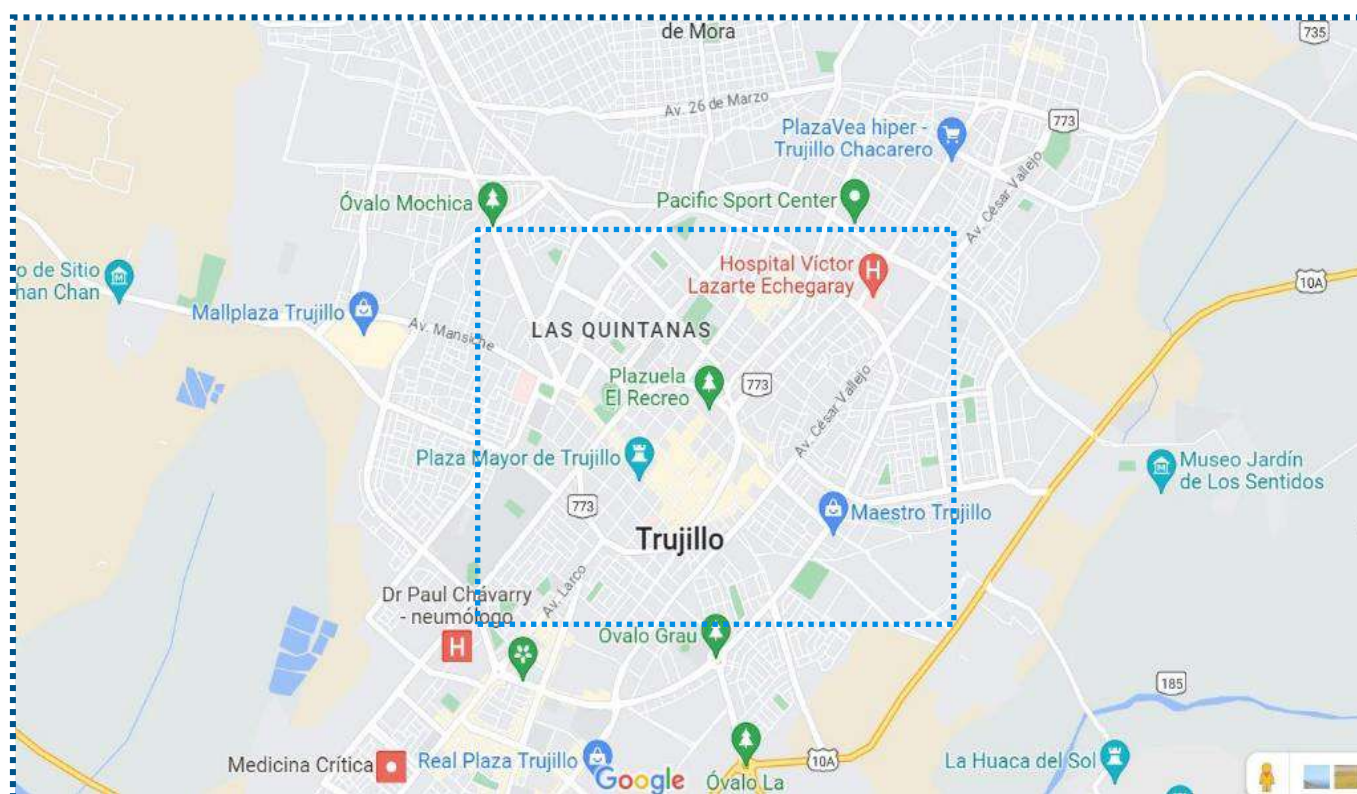 de Mora
735
Av. 26 de Marzo
773
PlazaVea hiper -
Trujillo Chacarero
Av. César Vallejo
Óvalo Mochica
Pacific Sport Center
o de Sitio
han Chan
Hospital Víctor
Lazarte Echegaray
10A
Mallplaza Trujillo
Av. Mansiche
LAS QUINTANAS
Plazuela
El Recreo
773
Av. César Vallejo
Plaza Mayor de Trujillo
Museo Jardín
de Los Sentidos
773
Maestro Trujillo
Trujillo
Av. Larco
Dr Paul Chávarry
- neumólogo
Ovalo Grau
185
Medicina Crítica
Real Plaza Trujillo
10A
La Huaca del Sol
Google
Óvalo La